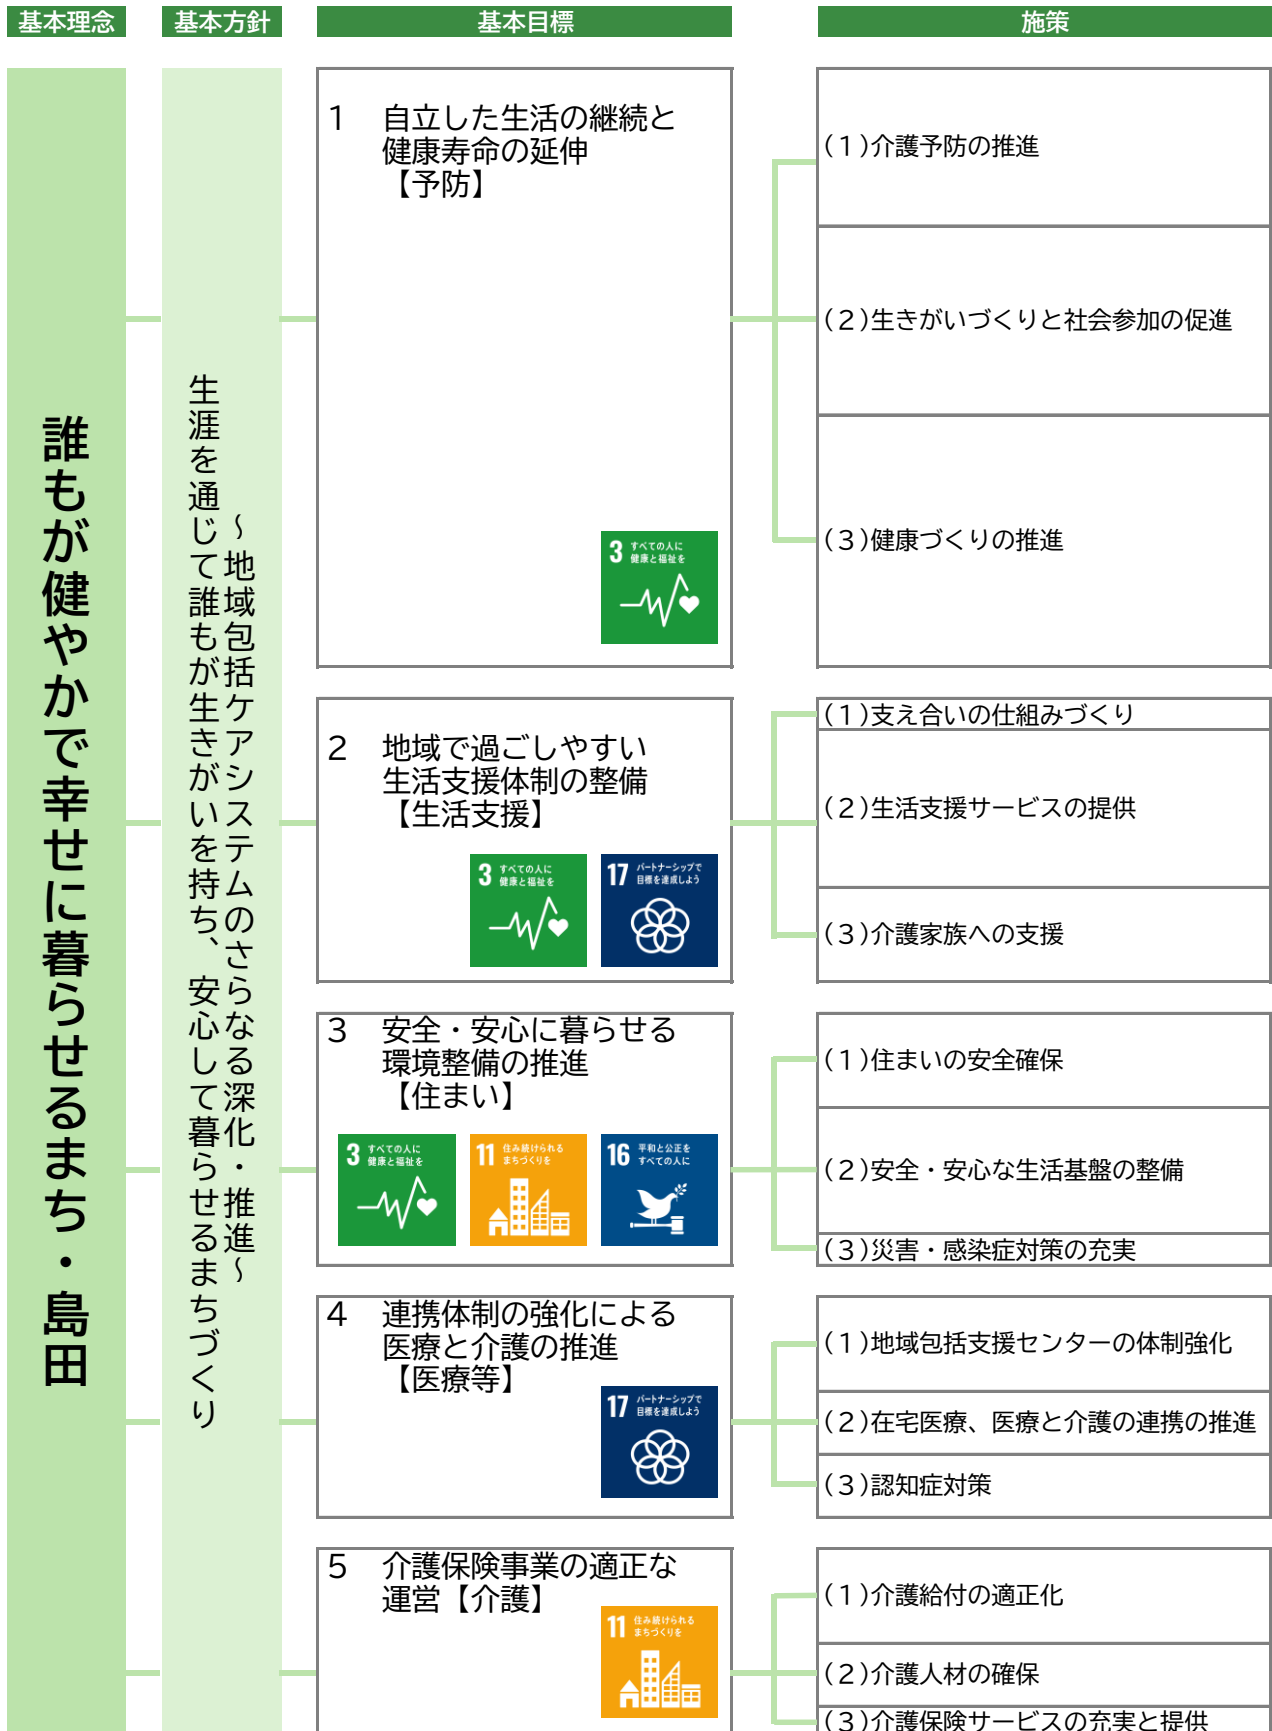 基本理念
基本方針
基本目標
施策
誰もが健やかで幸せに暮らせるまち・島田
生涯を通じて誰もが生きがいを持ち、安心して暮らせるまちづくり
～地域包括ケアシステムのさらなる深化・推進～
1 自立した生活の継続と
健康寿命の延伸
【予防】
3 すべての人に
健康と福祉を
(1)介護予防の推進
(2)生きがいづくりと社会参加の促進
(3)健康づくりの推進
2 地域で過ごしやすい
生活支援体制の整備
【生活支援】
3 すべての人に
健康と福祉を
17 パートナーシップで
目標を達成しよう
(1)支え合いの仕組みづくり
(2)生活支援サービスの提供
(3)介護家族への支援
3 安全・安心に暮らせる
環境整備の推進
【住まい】
3 すべての人に
健康と福祉を
11 住み続けられる
まちづくりを
16 平和と公正を
すべての人に
(1)住まいの安全確保
(2)安全・安心な生活基盤の整備
(3)災害・感染症対策の充実
4 連携体制の強化による
医療と介護の推進
【医療等】
17 パートナーシップで
目標を達成しよう
(1)地域包括支援センターの体制強化
(2)在宅医療、医療と介護の連携の推進
(3)認知症対策
5 介護保険事業の適正な
運営【介護】
11 住み続けられる
まちづくりを
(1)介護給付の適正化
(2)介護人材の確保
(3)介護保険サービスの充実と提供